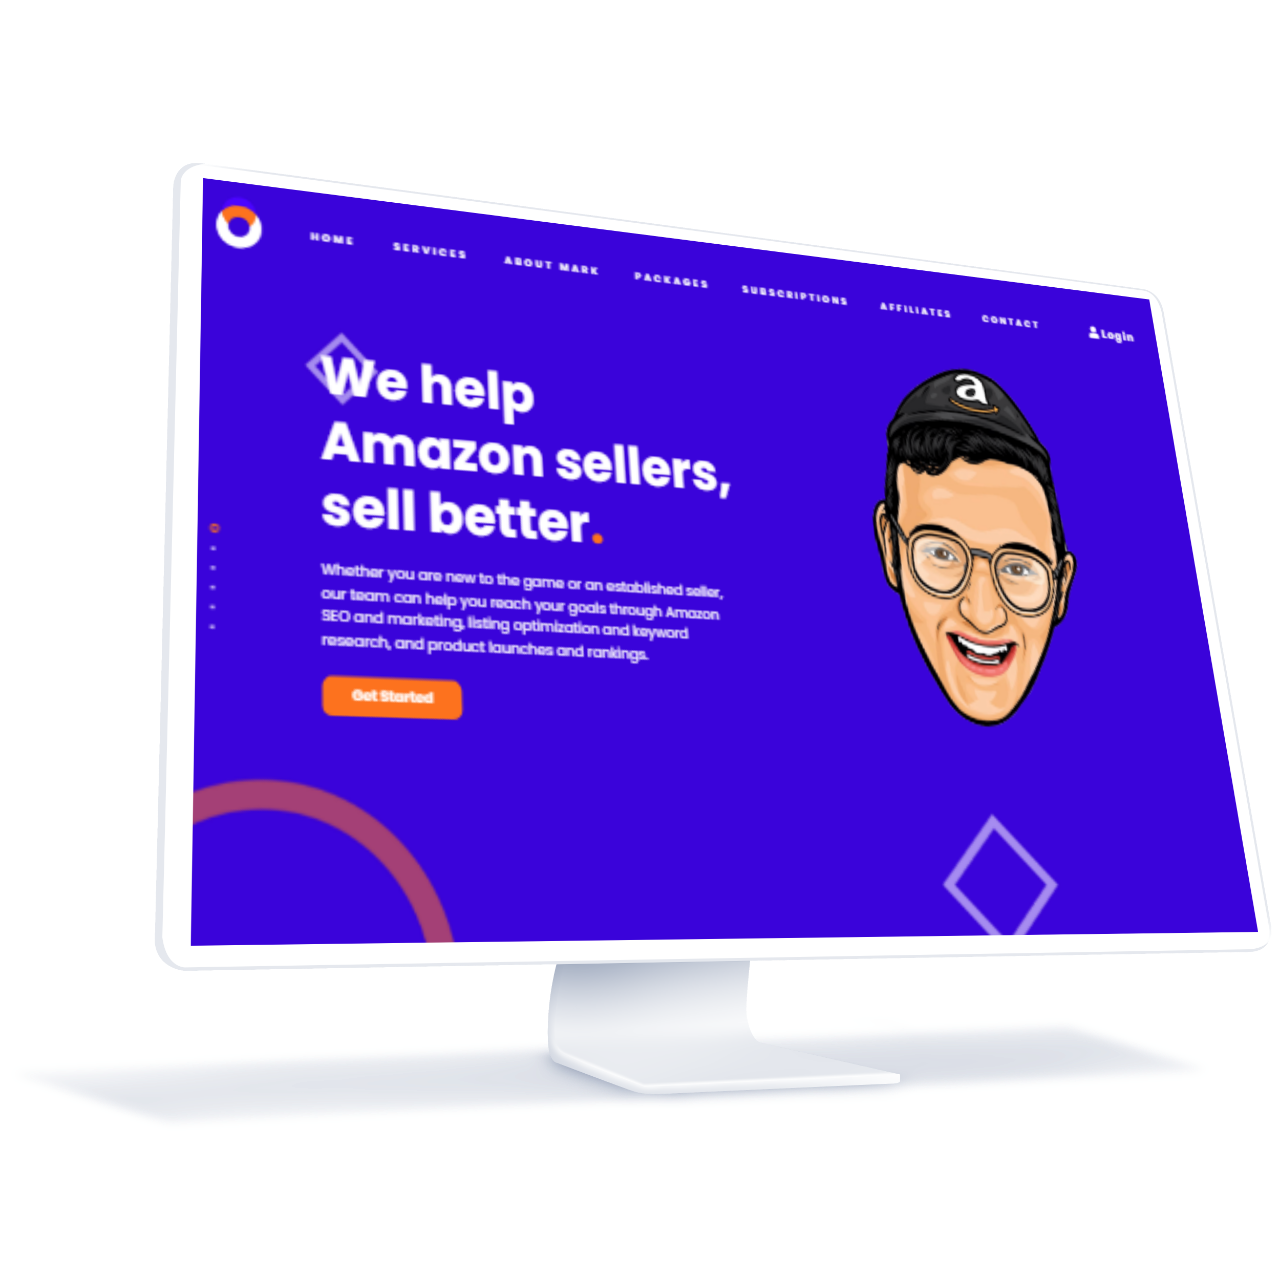 HOME SERVICES ABOUT MARK PACKAGES SUBSCRIPTIONS AFFILIATES CONTACT Login
a
We help
Amazon sellers,
sell better.
Whether you are new to the game or an established seller,
our team can help you reach your goals through Amazon
SEO and marketing, listing optimization and keyword
research, and product launches and rankings.
Get Started